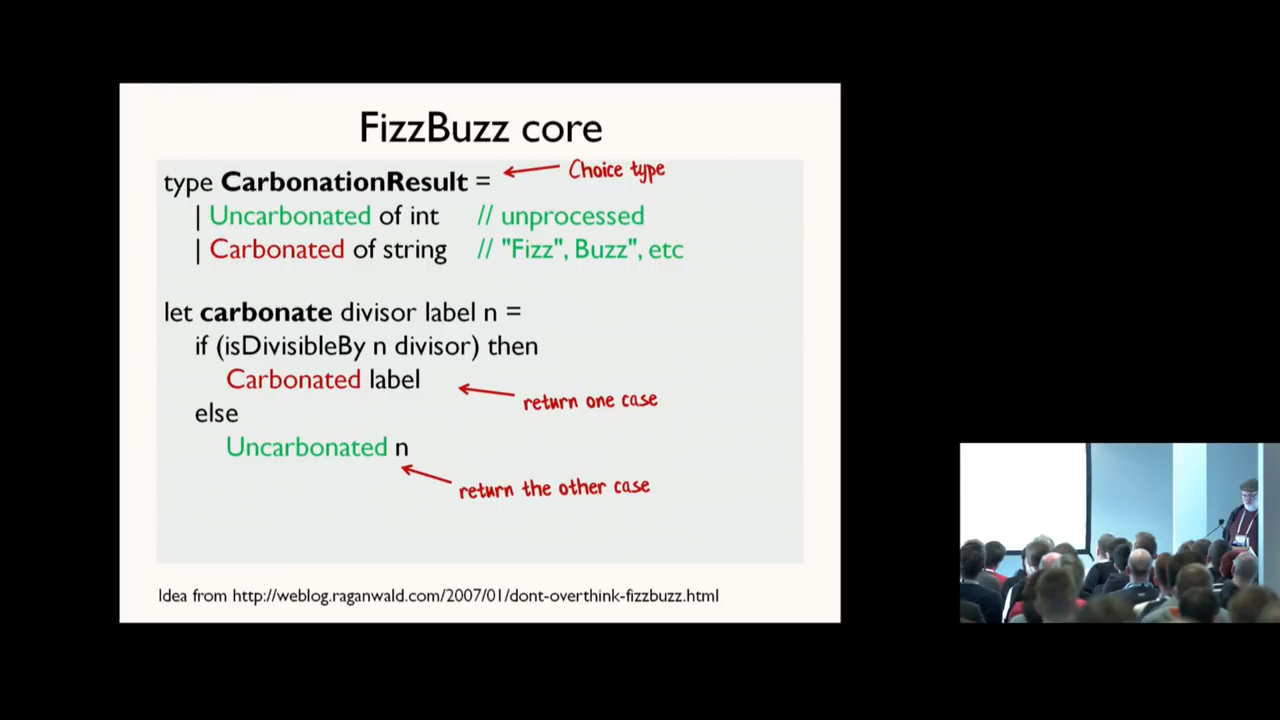 FizzBuzz core
type CarbonationResult =
Choice type
| Uncarbonated of int // unprocessed
| Carbonated of string // "Fizz", Buzz", etc
let carbonate divisor label n =
if (isDivisibleBy n divisor) then
Carbonated label
return one case
else
Uncarbonated n
return the other case
Idea from http://weblog.raganwald.com/2007/01/dont-overthink-fizzbuzz.html